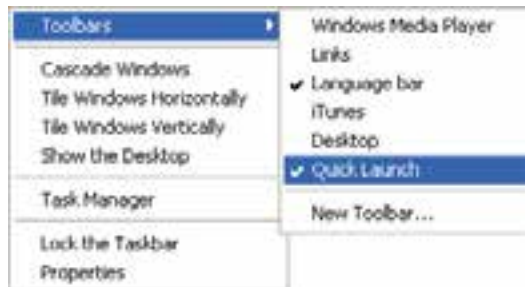 Toolbars
Cascade Windows
Tile Windows Horizontally
Tile Windows Vertically
Show the Desktop
Task Manager
Lock the Taskbar
Properties
Windows Media Player
Links
Language bar
iTunes
Desktop
Quick Launch
New Toolbar...